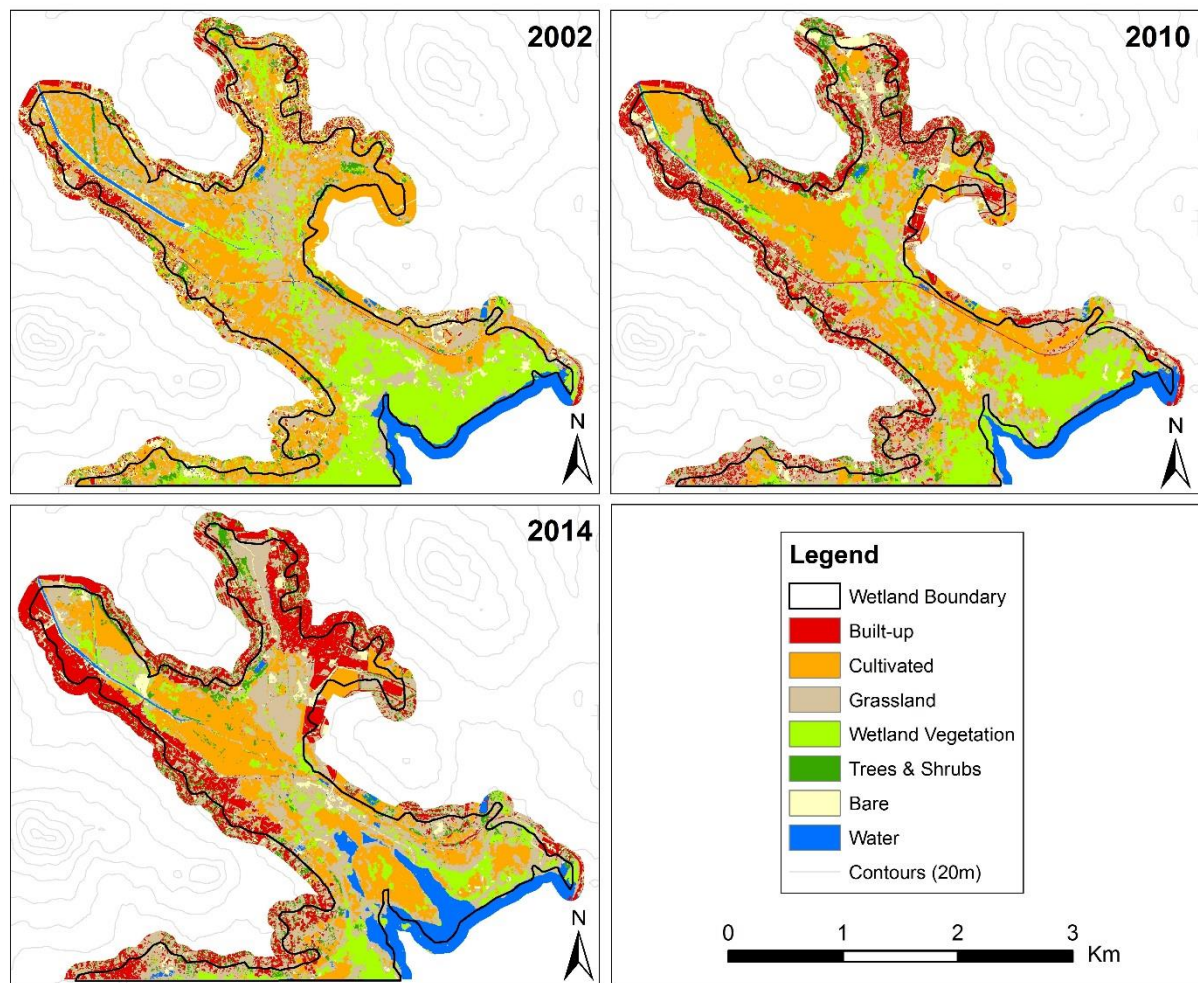 2002
N
2010
N
2014
N
Legend
Wetland Boundary
Built-up
Cultivated
Grassland
Wetland Vegetation
Trees & Shrubs
Bare
Water
Contours (20m)
0 1 2 3
Km